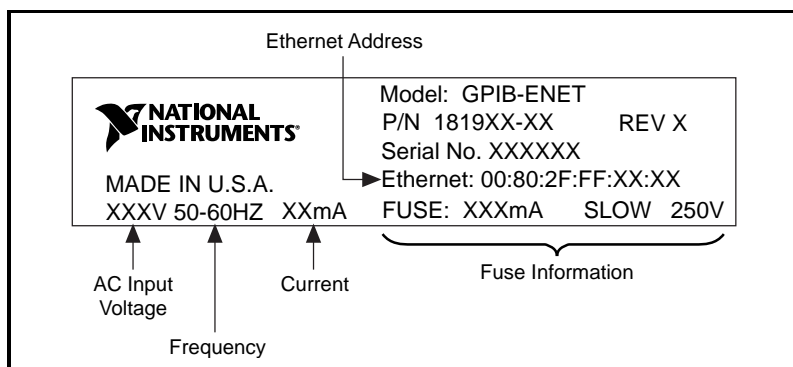 Ethernet Address
NATIONAL
INSTRUMENTS®
MADE IN U.S.A.
XXXV 50-60HZ XXmA
Model: GPIB-ENET
P/N 1819XX-XX REV X
Serial No. XXXXXX
Ethernet: 00:80:2F:FF:XX:XX
FUSE: XXXmA SLOW 250V
AC Input
Voltage
Frequency
Current
Fuse Information